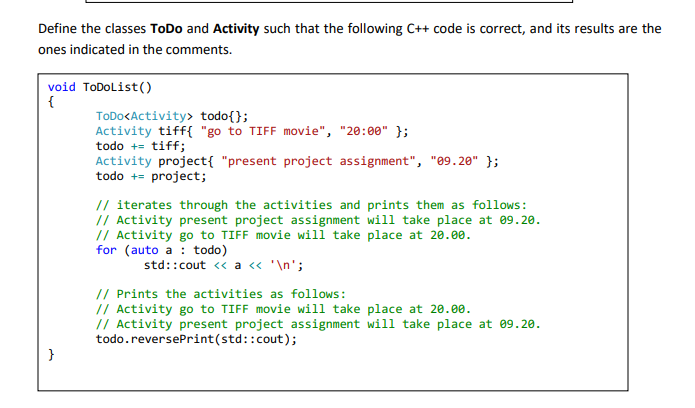 Define the classes ToDo and Activity such that the following C++ code is correct, and its results are the
ones indicated in the comments.
void ToDoList()
{
ToDo<Activity> todo{};
Activity tiff{ "go to TIFF movie", "20:00" };
todo += tiff;
Activity project{ "present project assignment", "09.20" };
todo += project;
// iterates through the activities and prints them as follows:
// Activity present project assignment will take place at 09.20.
// Activity go to TIFF movie will take place at 20.00.
for (auto a : todo)
std::cout << a << '\n';
// Prints the activities as follows:
// Activity go to TIFF movie will take place at 20.00.
// Activity present project assignment will take place at 09.20.
todo.reversePrint(std::cout);
}